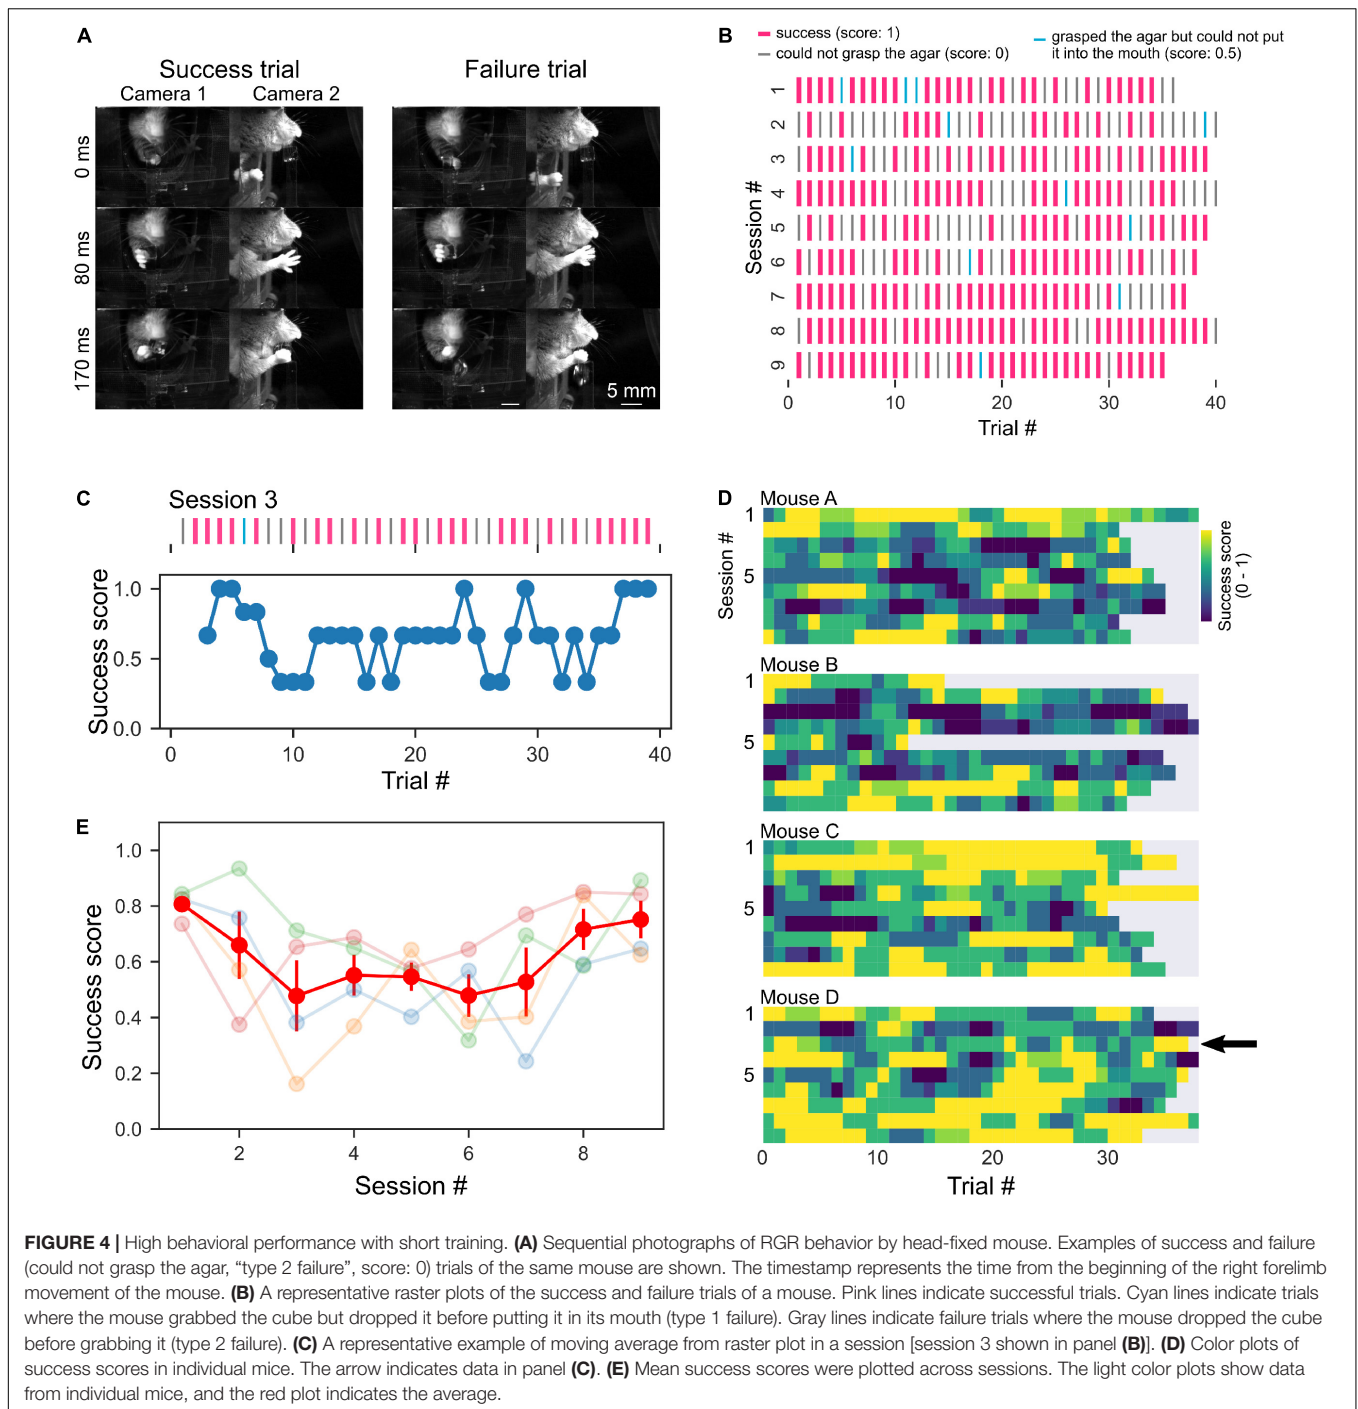 A
Success trial
Failure trial
Camera 1
Camera 2
0 ms
80 ms
170 ms
5 mm
B
success (score: 1)
could not grasp the agar (score: 0)
grasped the agar but could not put
it into the mouth (score: 0.5)
Session #
1
2
3
4
5
6
7
8
9
0
10
20
30
40
Trial #
C
Session 3
Success score
1.0
0.5
0.0
0
10
20
30
40
Trial #
D
Mouse A
Session #
1
5
Success score
(0 - 1)
Mouse B
1
5
Mouse C
1
5
Mouse D
1
5
0
10
20
30
Trial #
E
Success score
1.0
0.8
0.6
0.4
0.2
0.0
2
4
6
8
Session #
FIGURE 4 | High behavioral performance with short training. (A) Sequential photographs of RGR behavior by head-fixed mouse. Examples of success and failure
(could not grasp the agar, “type 2 failure”, score: 0) trials of the same mouse are shown. The timestamp represents the time from the beginning of the right forelimb
movement of the mouse. (B) A representative raster plots of the success and failure trials of a mouse. Pink lines indicate successful trials. Cyan lines indicate trials
where the mouse grabbed the cube but dropped it before putting it in its mouth (type 1 failure). Gray lines indicate failure trials where the mouse dropped the cube
before grabbing it (type 2 failure). (C) A representative example of moving average from raster plot in a session [session 3 shown in panel (B)]. (D) Color plots of
success scores in individual mice. The arrow indicates data in panel (C). (E) Mean success scores were plotted across sessions. The light color plots show data
from individual mice, and the red plot indicates the average.